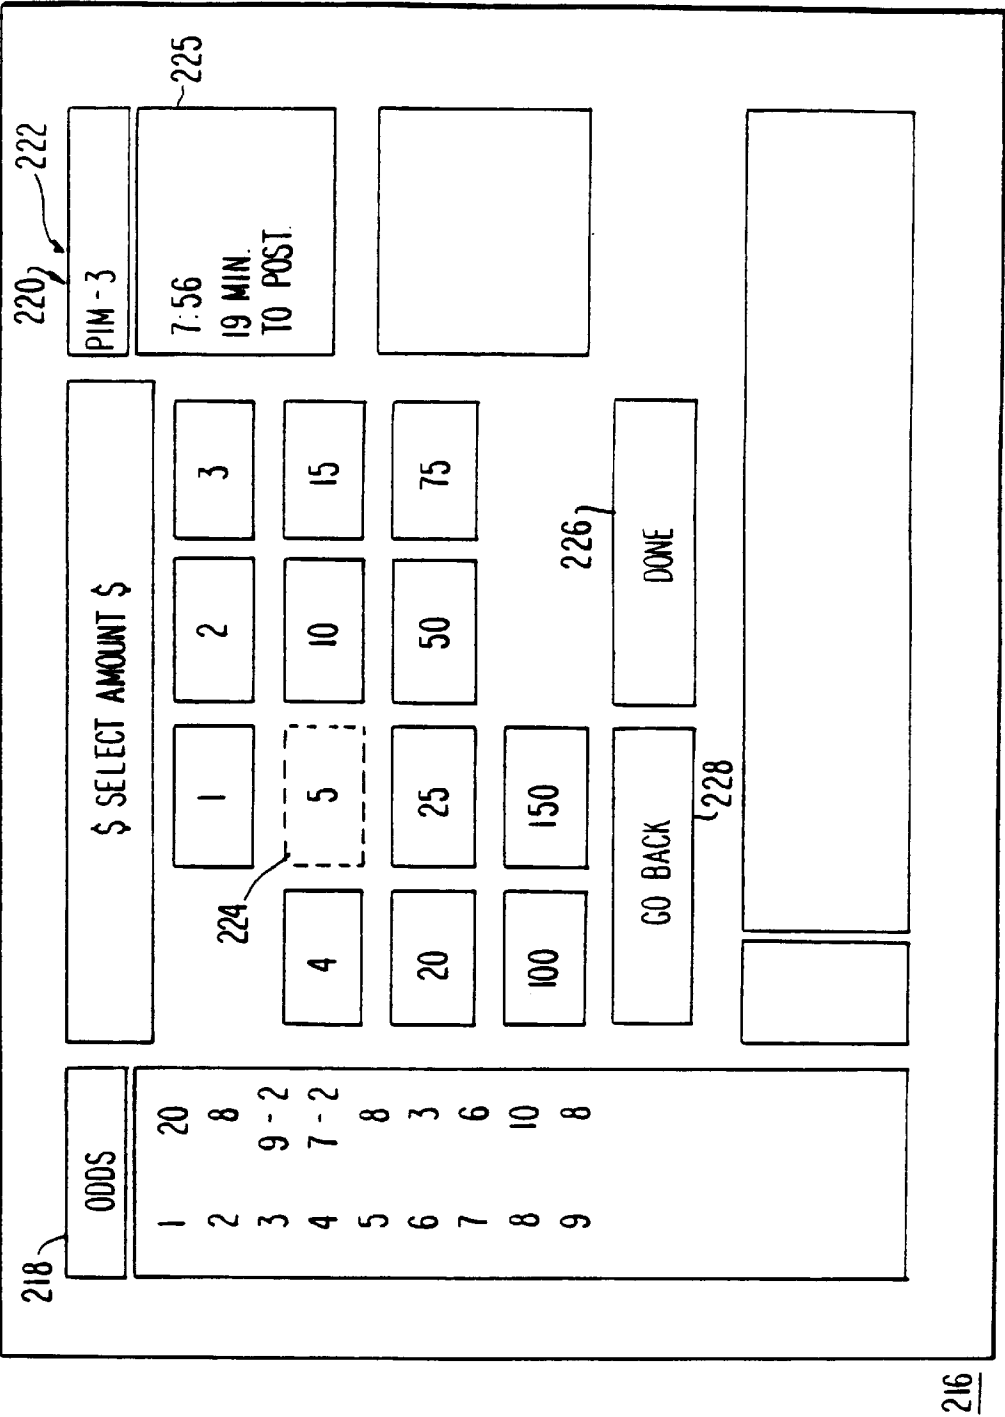 220 222
218 ODDS
$ SELECT AMOUNT $
PIM-3
225
1 20
2 8
3 9-2
4 7-2
5 8
6 3
7 6
8 10
9 8
1 2 3
224
4 5 10 15
20 25 50 75
100 150
7:56
19 MIN.
TO POST.
226
GO BACK
DONE
228
216